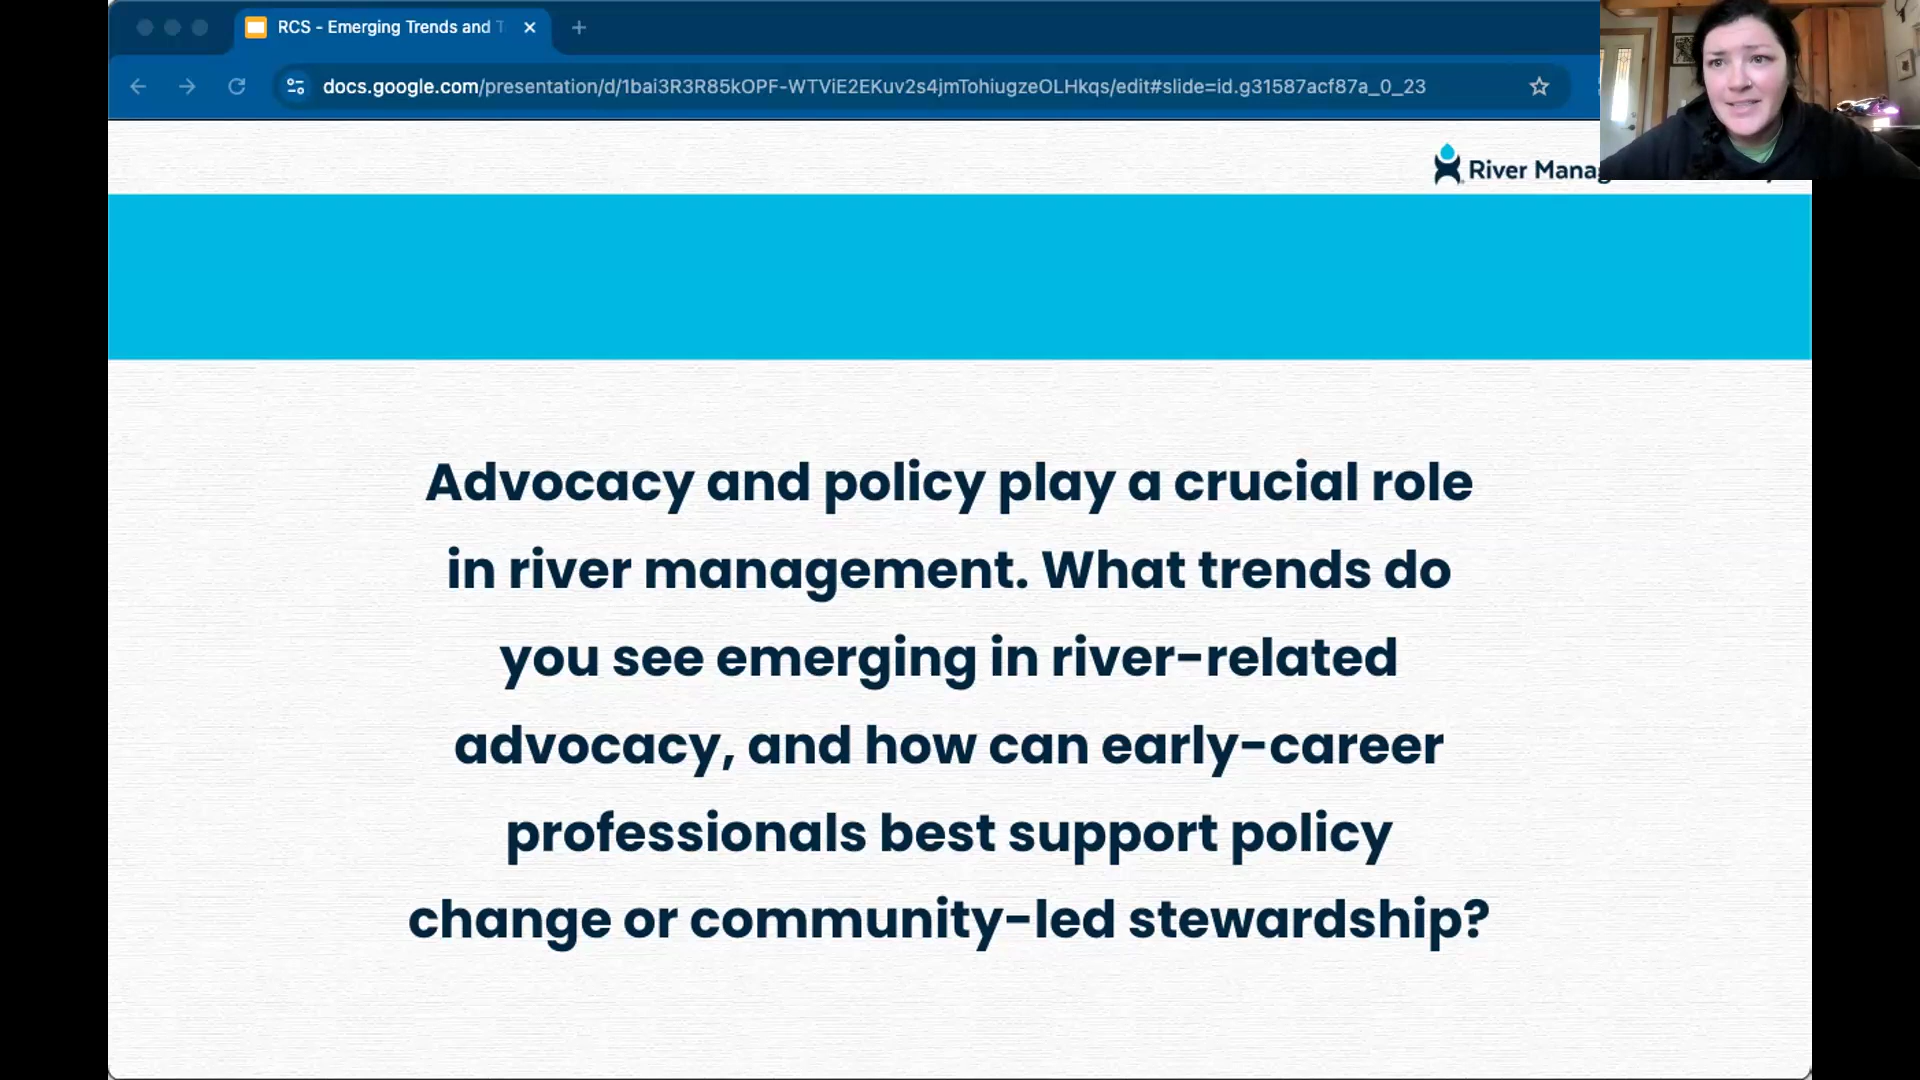 RCS - Emerging Trends and
docs.google.com/presentation/d/1bai3R3R85kOPF-WTViE2EKuv2s4jmTohiugzeOLHkqs/edit#slide=id.g31587acf87a_0_23
River Manag
Advocacy and policy play a crucial role
in river management. What trends do
you see emerging in river-related
advocacy, and how can early-career
professionals best support policy
change or community-led stewardship?